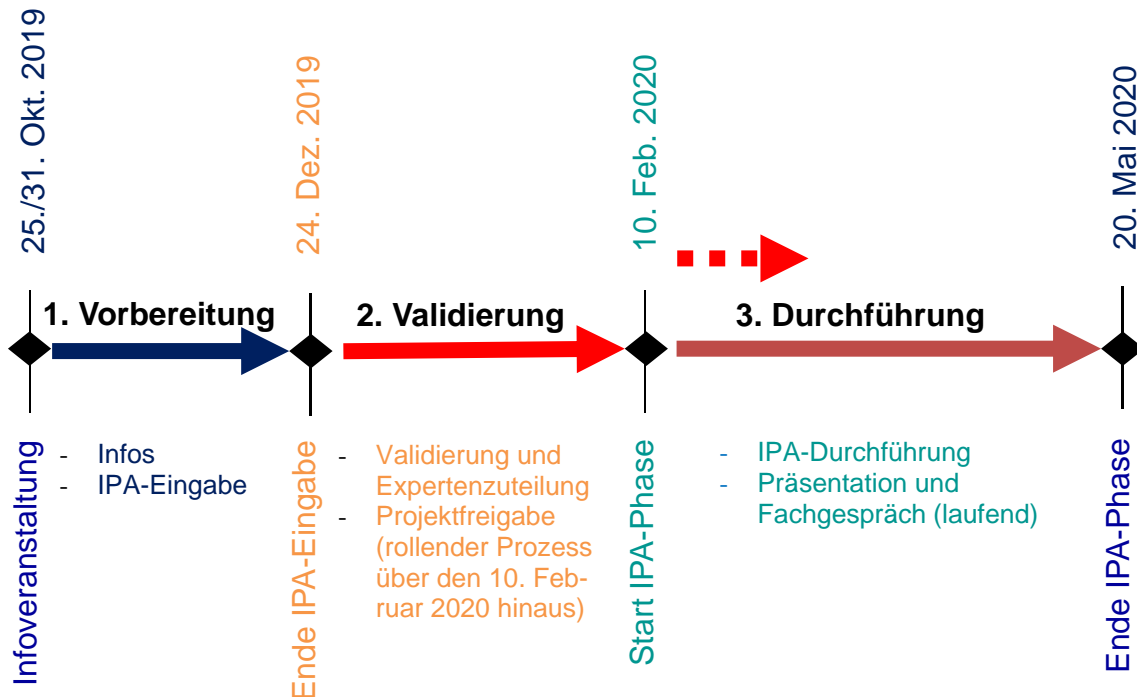 25./31. Okt. 2019
24. Dez. 2019
10. Feb. 2020
20. Mai 2020
1. Vorbereitung
2. Validierung
3. Durchführung
Infoveranstaltung
- Infos
- IPA-Eingabe
Ende IPA-Eingabe
- Validierung und
Expertenzuteilung
- Projektfreigabe
(rollender Prozess
über den 10. Feb-
ruar 2020 hinaus)
Start IPA-Phase
- IPA-Durchführung
- Präsentation und
Fachgespräch (laufend)
Ende IPA-Phase